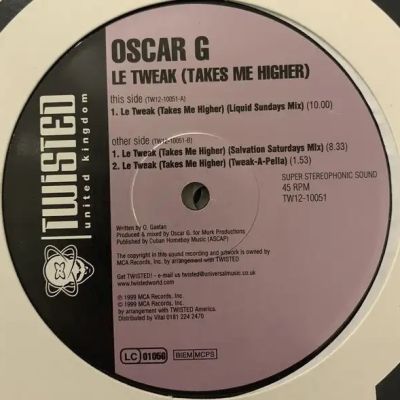 OSCAR G
LE TWEAK (TAKES ME HIGHER)
this side (TW12-10051-A)
1. Le Tweak (Takes Me Higher) (Liquid Sundays Mix) (10.00)
other side (TW12-10051-B)
1. Le Tweak (Takes Me Higher) (Salvation Saturdays Mix) (8.33)
2. Le Tweak (Takes Me Higher) (Tweak-A-Pella) (1.53)
SUPER STEREOPHONIC SOUND
45 RPM
TW12-10051
Written by O. Gaetan
Produced & mixed by Oscar G. for Murk Productions
Published by Cuban Homeboy Music (ASCAP)
The copyright in this sound recording and artwork is owned by
MCA Records, Inc. by arrangement with TWISTED
Get TWISTED! - e-mail us twisted@universalmusic.co.uk
www.twistedworld.com
℗ 1999 MCA Records, Inc.
© 1999 MCA Records, Inc.
by arrangement with TWISTED America.
Distributed by Vital 0181 224 2470
LC 01056
BIEM MCPS
TWiSTED
united kingdom